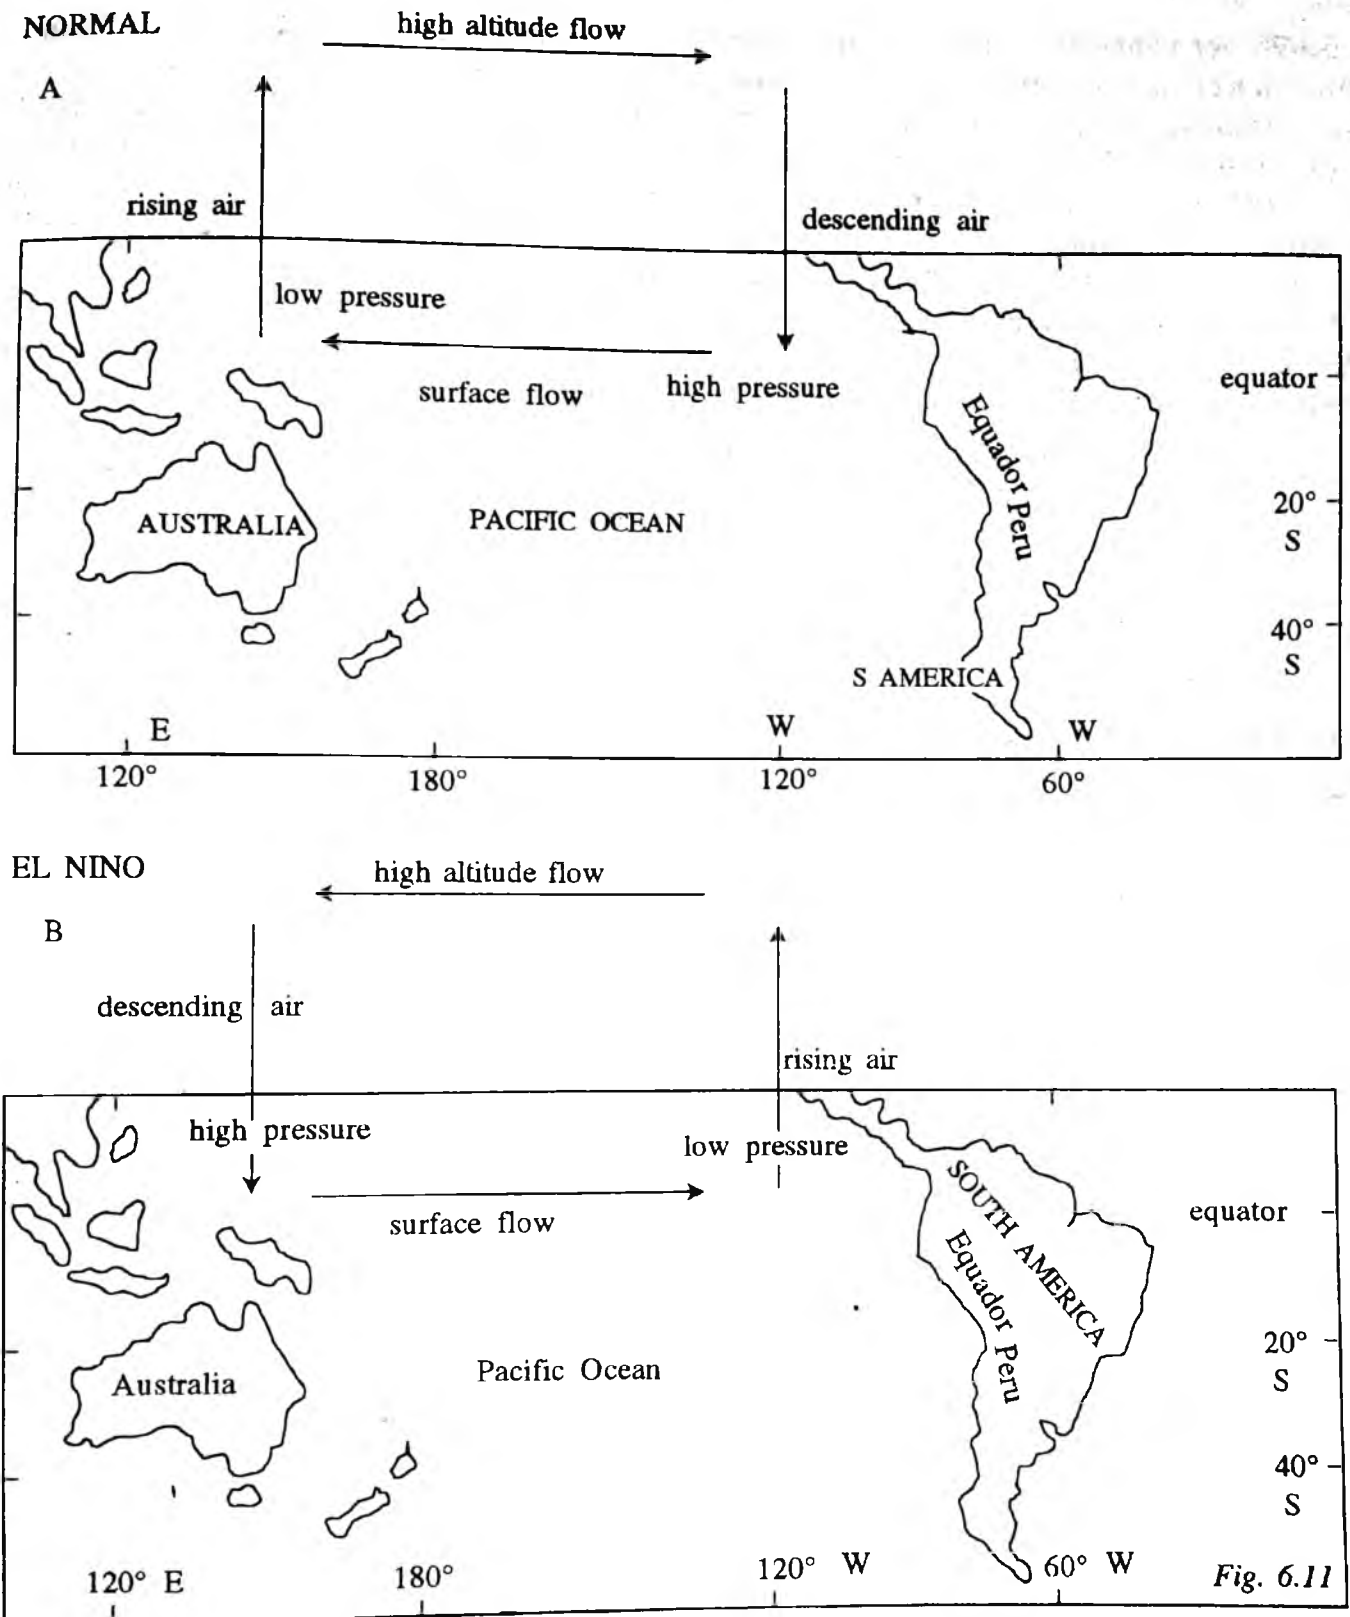 NORMAL
high altitude flow
A
rising air
descending air
low pressure
surface flow
high pressure
equator
Equador Peru
AUSTRALIA
PACIFIC OCEAN
20°
S
40°
S
S AMERICA
E
W
W
120°
180°
120°
60°
EL NINO
high altitude flow
B
descending air
rising air
high pressure
low pressure
surface flow
equator
SOUTH AMERICA
Equador Peru
Australia
Pacific Ocean
20°
S
40°
S
120° E
180°
120° W
60° W
Fig. 6.11